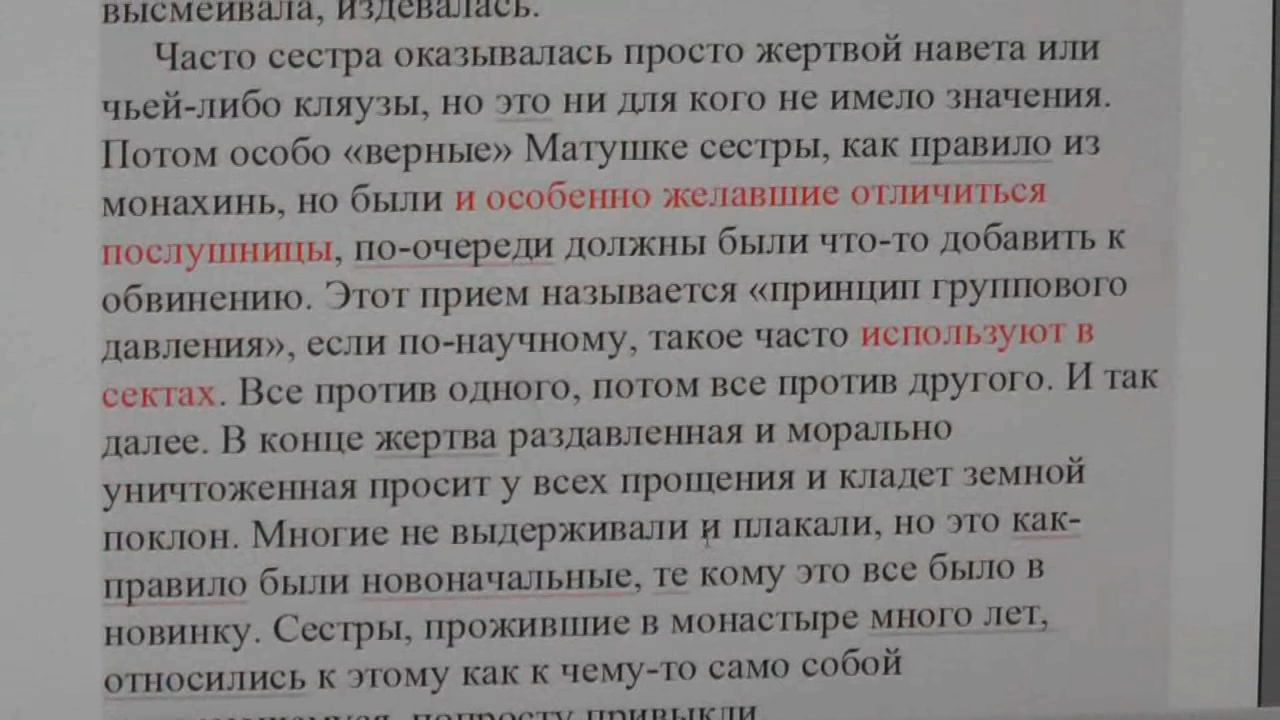 высмеивала, издевалась.
Часто сестра оказывалась просто жертвой навета или
чьей-либо кляузы, но это ни для кого не имело значения.
Потом особо «верные» Матушке сестры, как правило из
монахинь, но были и особенно желавшие отличиться
послушницы, по-очереди должны были что-то добавить к
обвинению. Этот прием называется «принцип группового
давления», если по-научному, такое часто используют в
сектах. Все против одного, потом все против другого. И так
далее. В конце жертва раздавленная и морально
уничтоженная просит у всех прощения и кладет земной
поклон. Многие не выдерживали и плакали, но это как-
правило были новоначальные, те кому это все было в
новинку. Сестры, прожившие в монастыре много лет,
относились к этому как к чему-то само собой
попросту привыкли